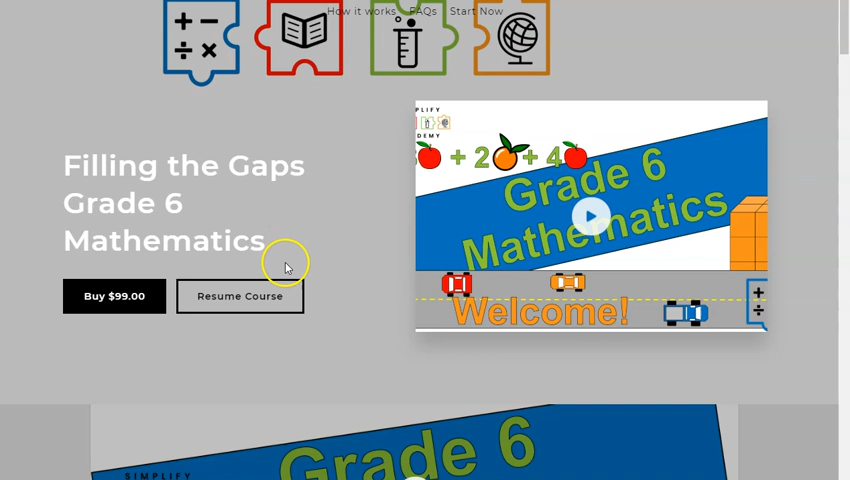 How it works FAQs Start Now
Filling the Gaps
Grade 6
Mathematics
Buy $99.00
Resume Course
PLIFY
DEMY
+ 2 + 4
Grade 6
Mathematics
Welcome!
Grade 6
SIMPLIFY